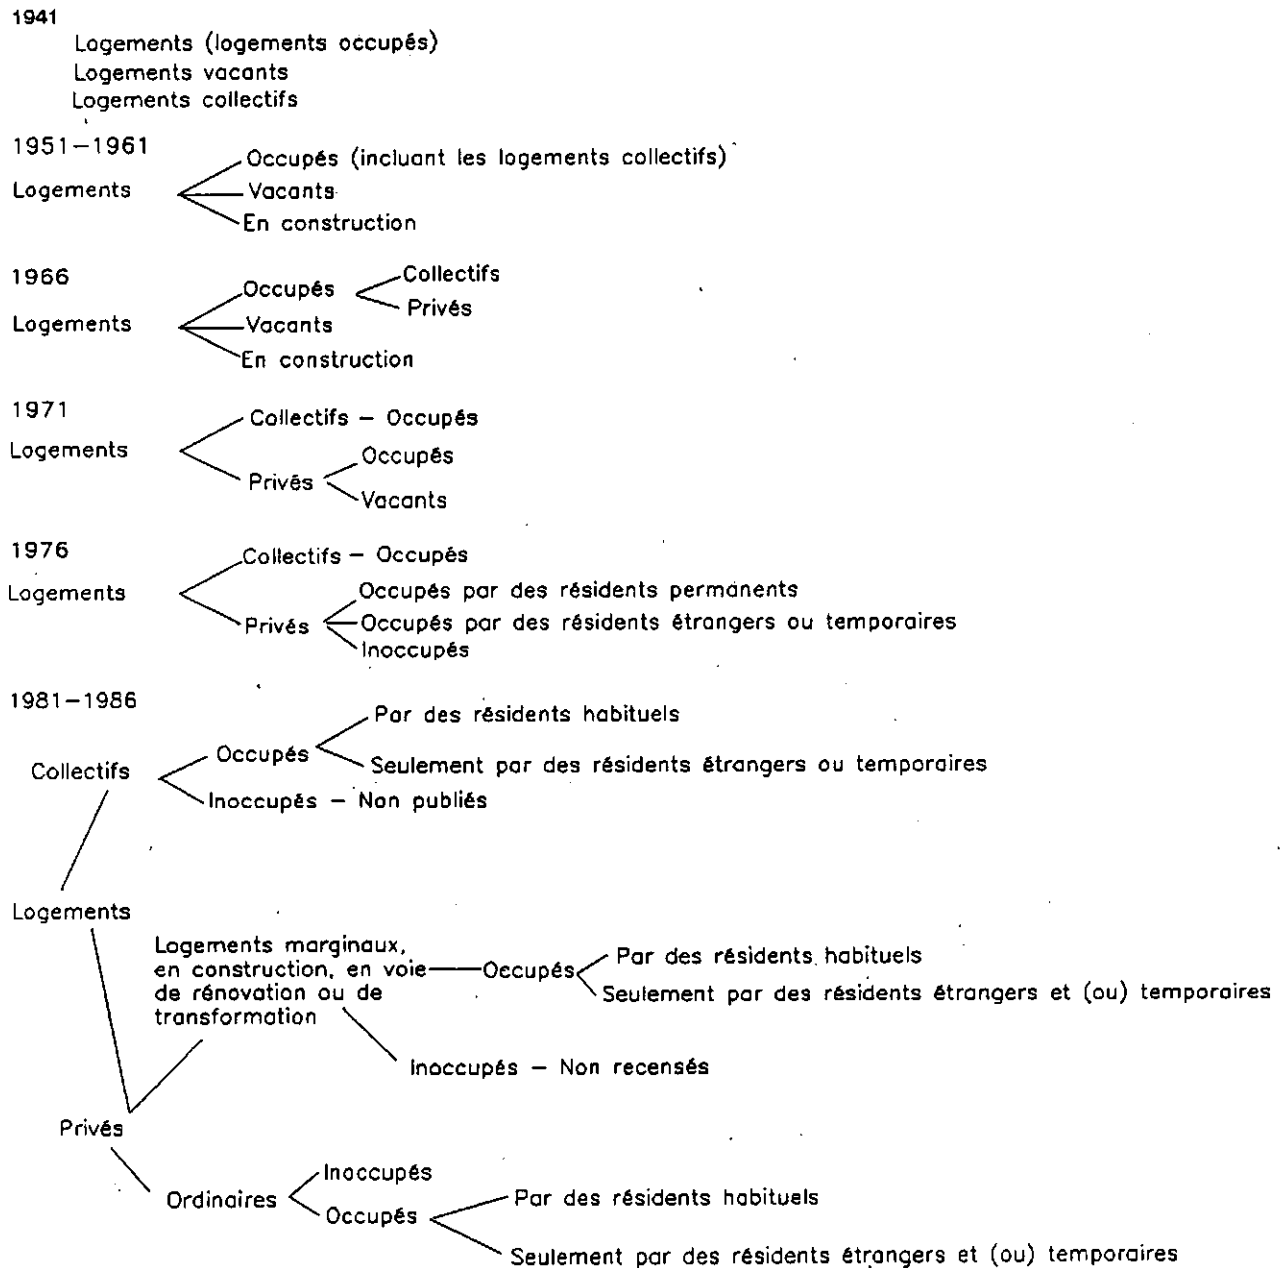 1941
Logements (logements occupés)
Logements vacants
Logements collectifs
1951-1961
Occupés (incluant les logements collectifs)
Logements
Vacants
En construction
1966
Collectifs
Occupés
Privés
Logements
Vacants
En construction
1971
Collectifs - Occupés
Logements
Occupés
Privés
Vacants
1976
Collectifs - Occupés
Logements
Occupés par des résidents permanents
Privés
Occupés par des résidents étrangers ou temporaires
Inoccupés
1981-1986
Par des résidents habituels
Occupés
Collectifs
Seulement par des résidents étrangers ou temporaires
Inoccupés - Non publiés
Logements
Logements marginaux,
en construction, en voie
de rénovation ou de
transformation
Occupés
Par des résidents habituels
Seulement par des résidents étrangers et (ou) temporaires
Inoccupés - Non recensés
Privés
Ordinaires
Inoccupés
Occupés
Par des résidents habituels
Seulement par des résidents étrangers et (ou) temporaires